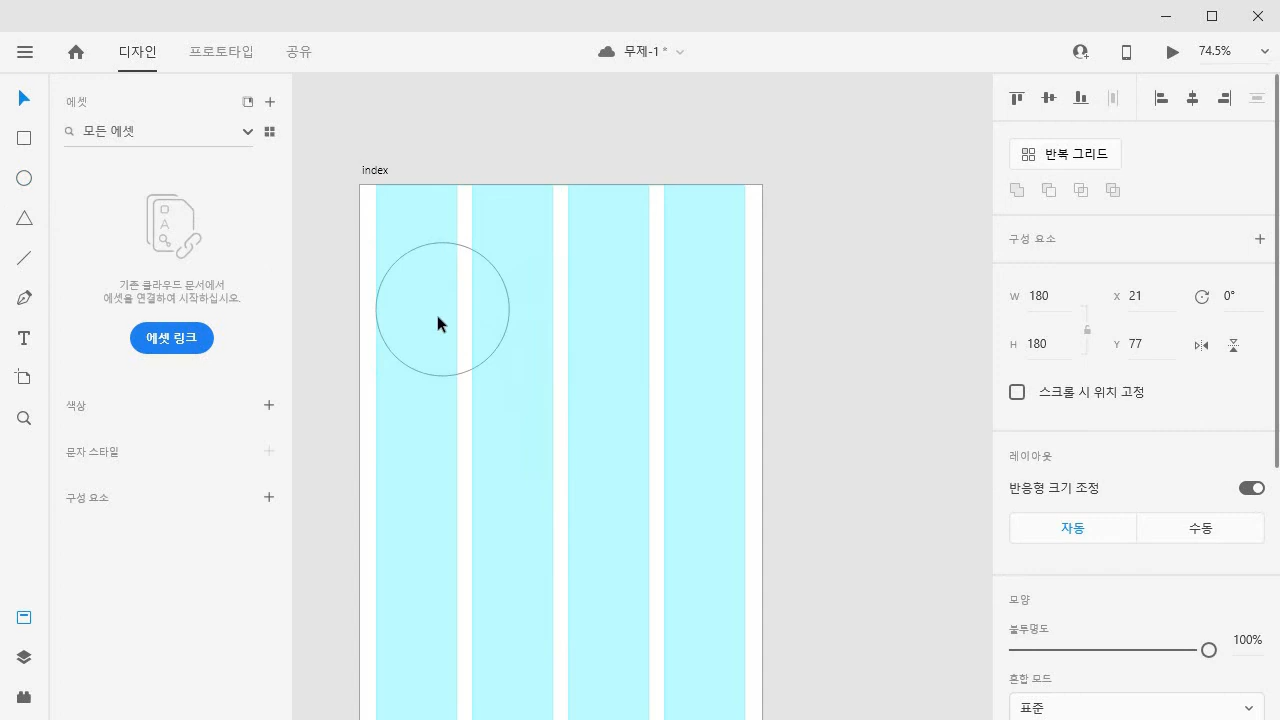 디자인
프로토타입
공유
무제-1 *
74.5%
에셋
모든 에셋
기존 클라우드 문서에서
에셋을 연결하여 시작하십시오.
에셋 링크
색상
문자 스타일
구성 요소
index
반복 그리드
구성 요소
W 180 X 21 0°
H 180 Y 77
스크롤 시 위치 고정
레이아웃
반응형 크기 조정
자동 수동
모양
불투명도
100%
혼합 모드
표준